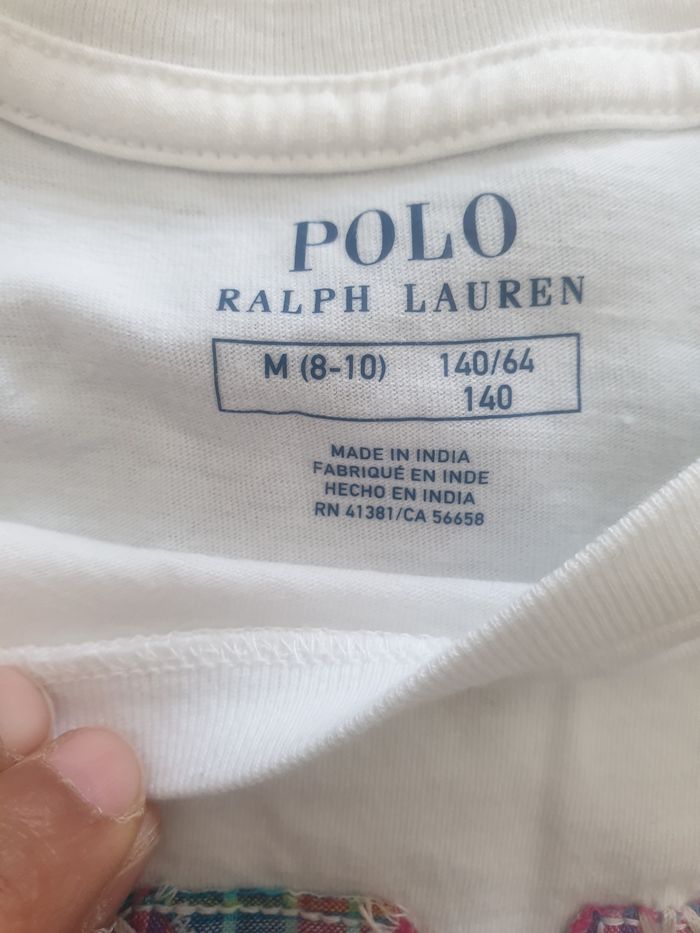 POLO
RALPH LAUREN
M (8-10) 140/64
140
MADE IN INDIA
FABRIQUÉ EN INDE
HECHO EN INDIA
RN 41381/CA 56658